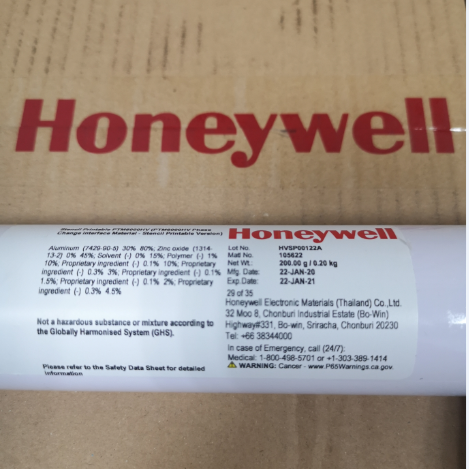 Honeywell
Change Interface Material - Stencil Printable Version)
Aluminum (7429-90-5) 30% 80%; Zinc oxide (1314-
13-2) 0% 45%; Solvent (-) 0% 15%; Polymer (-) 1%
10%; Proprietary ingredient (-) 0.1% 10%; Proprietary
ingredient (-) 0.3% 3%; Proprietary ingredient (-) 0.1%
1.5%; Proprietary ingredient (-) 0.1% 2%; Proprietary
ingredient (-) 0.3% 4.5%
Not a hazardous substance or mixture according to
the Globally Harmonised System (GHS).
Please refer to the Safety Data Sheet for detailed
information
Honeywell
Lot No. HVSP00122A
Matl No. 105622
Net Wt. 200.00 g / 0.20 kg
Mfg. Date: 22-JAN-20
Exp.Date: 22-JAN-21
29 of 35
Honeywell Electronic Materials (Thailand) Co.,Ltd.
32 Moo 8, Chonburi Industrial Estate (Bo-Win)
Highway#331, Bo-win, Sriracha, Chonburi 20230
Tel: +66 38344000
In case of Emergency, call (24/7):
Medical: 1-800-498-5701 or +1-303-389-1414
WARNING: Cancer - www.P65Warnings.ca.gov.